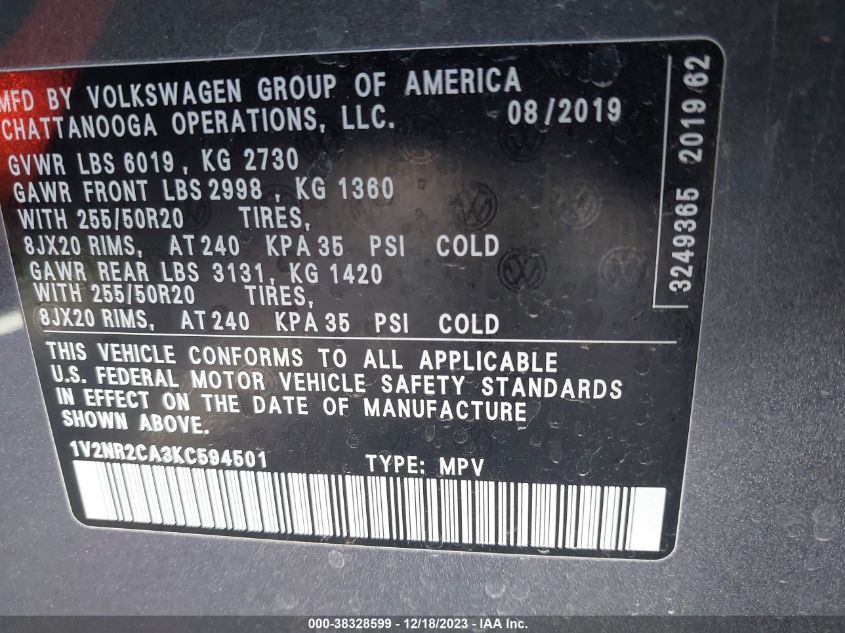 MFD BY VOLKSWAGEN GROUP OF AMERICA
CHATTANOOGA OPERATIONS, LLC. 08/2019
GVWR LBS 6019, KG 2730
GAWR FRONT LBS 2998, KG 1360
WITH 255/50R20 TIRES,
8JX20 RIMS, AT 240 KPA 35 PSI COLD
GAWR REAR LBS 3131, KG 1420
WITH 255/50R20 TIRES,
8JX20 RIMS, AT 240 KPA 35 PSI COLD
THIS VEHICLE CONFORMS TO ALL APPLICABLE
U.S. FEDERAL MOTOR VEHICLE SAFETY STANDARDS
IN EFFECT ON THE DATE OF MANUFACTURE
SHOWN ABOVE.
1V2NR2CA3KC594501 TYPE: MPV
3249365 2019 62
000-38328599 - 12/18/2023 - IAA Inc.